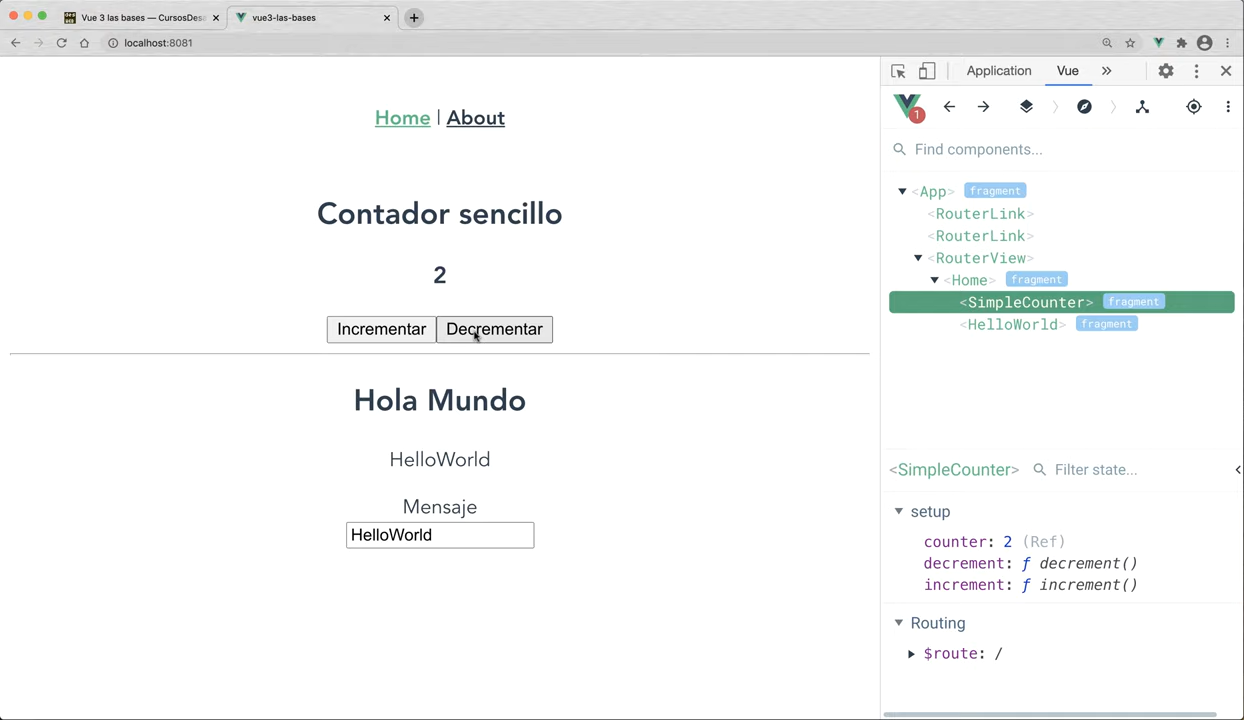 Vue 3 las bases — CursosDesa
vue3-las-bases
localhost:8081
Home | About
Contador sencillo
2
Incrementar Decrementar
Hola Mundo
HelloWorld
Mensaje
HelloWorld
Application Vue
1
Find components...
<App> fragment
<RouterLink>
<RouterLink>
<RouterView>
<Home> fragment
<SimpleCounter> fragment
<HelloWorld> fragment
<SimpleCounter> Filter state...
setup
counter: 2 (Ref)
decrement: ƒ decrement()
increment: ƒ increment()
Routing
$route: /